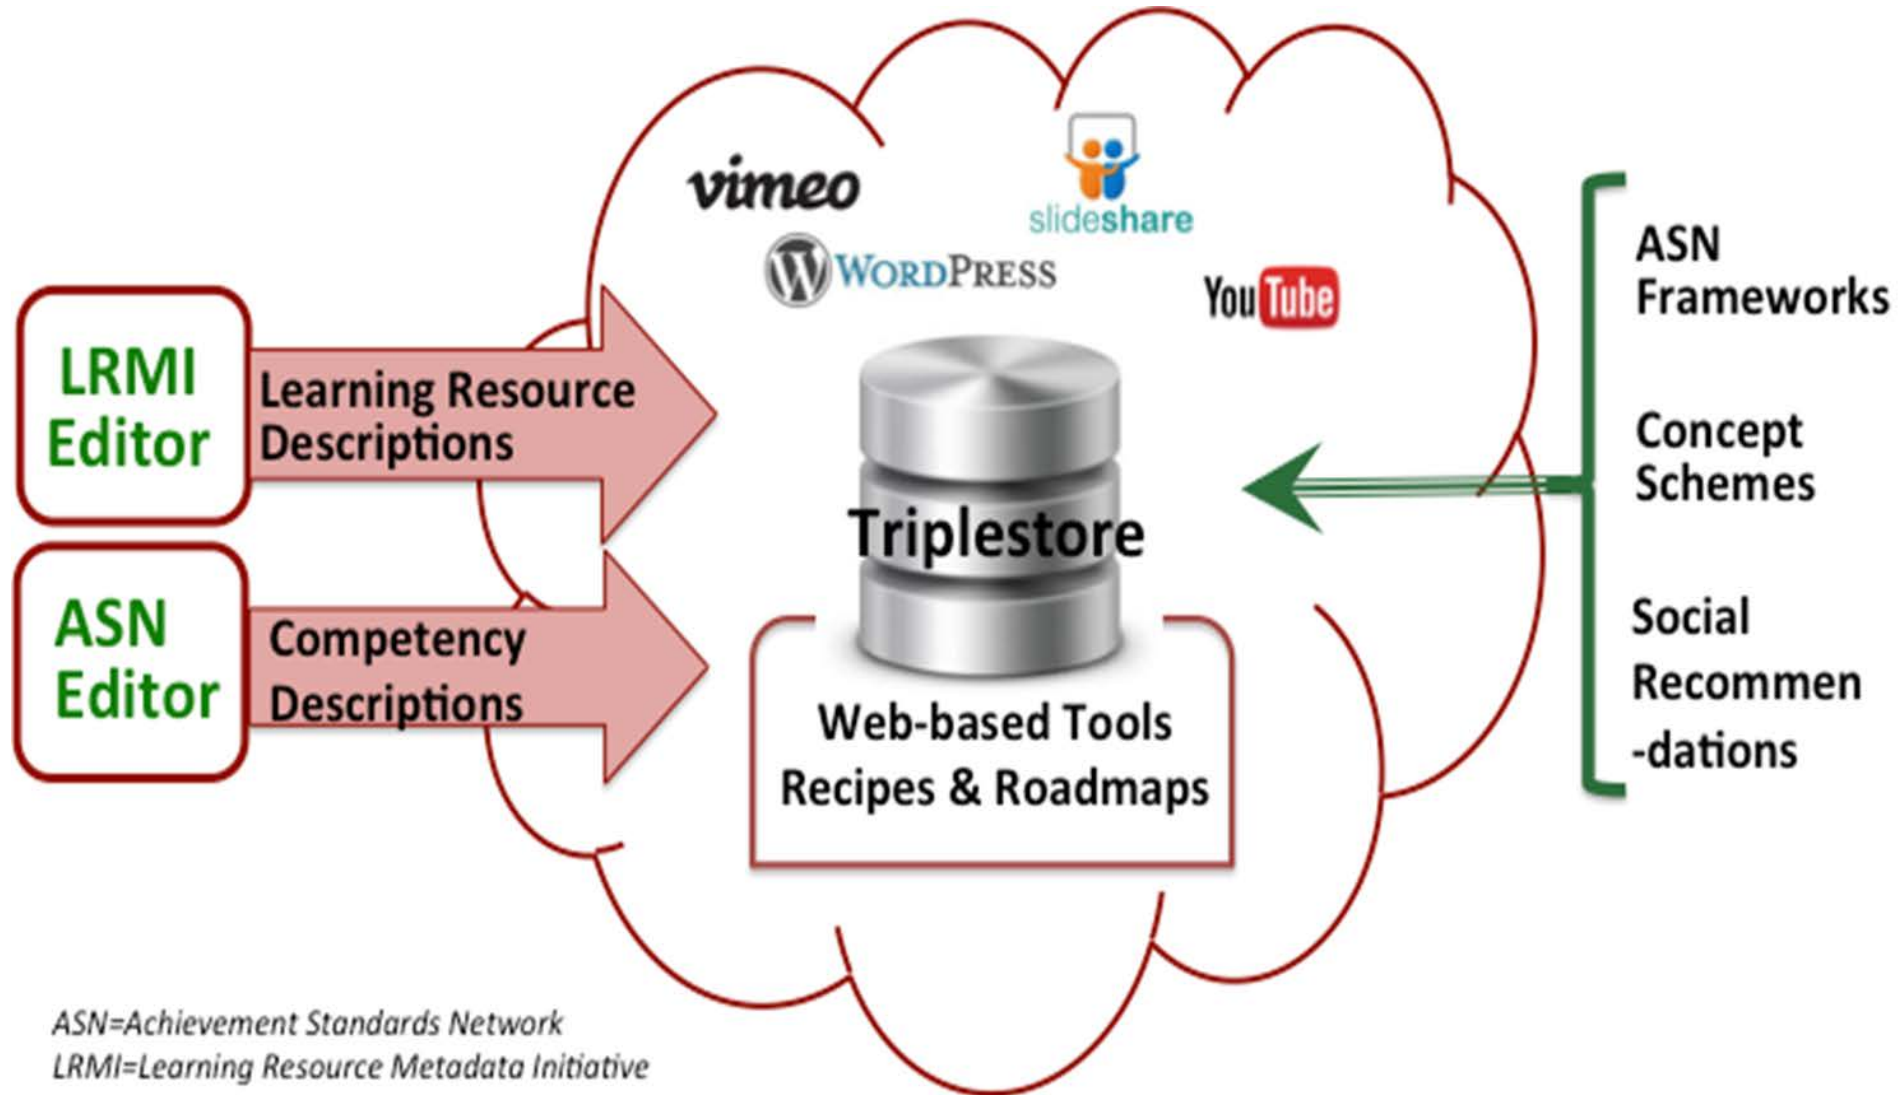 vimeo
slideshare
WORDPRESS
YouTube
LRMI
Editor
Learning Resource
Descriptions
ASN
Editor
Competency
Descriptions
Triplestore
Web-based Tools
Recipes & Roadmaps
ASN
Frameworks
Concept
Schemes
Social
Recommen
-dations
ASN=Achievement Standards Network
LRMI=Learning Resource Metadata Initiative